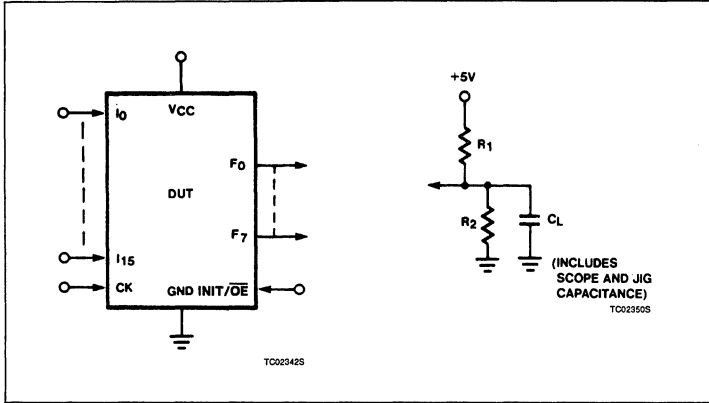 VCC
I0
F0
DUT
F7
I15
CK
GND INIT/OE
TC02342S
+5V
R1
R2
CL
(INCLUDES
SCOPE AND JIG
CAPACITANCE)
TC02350S